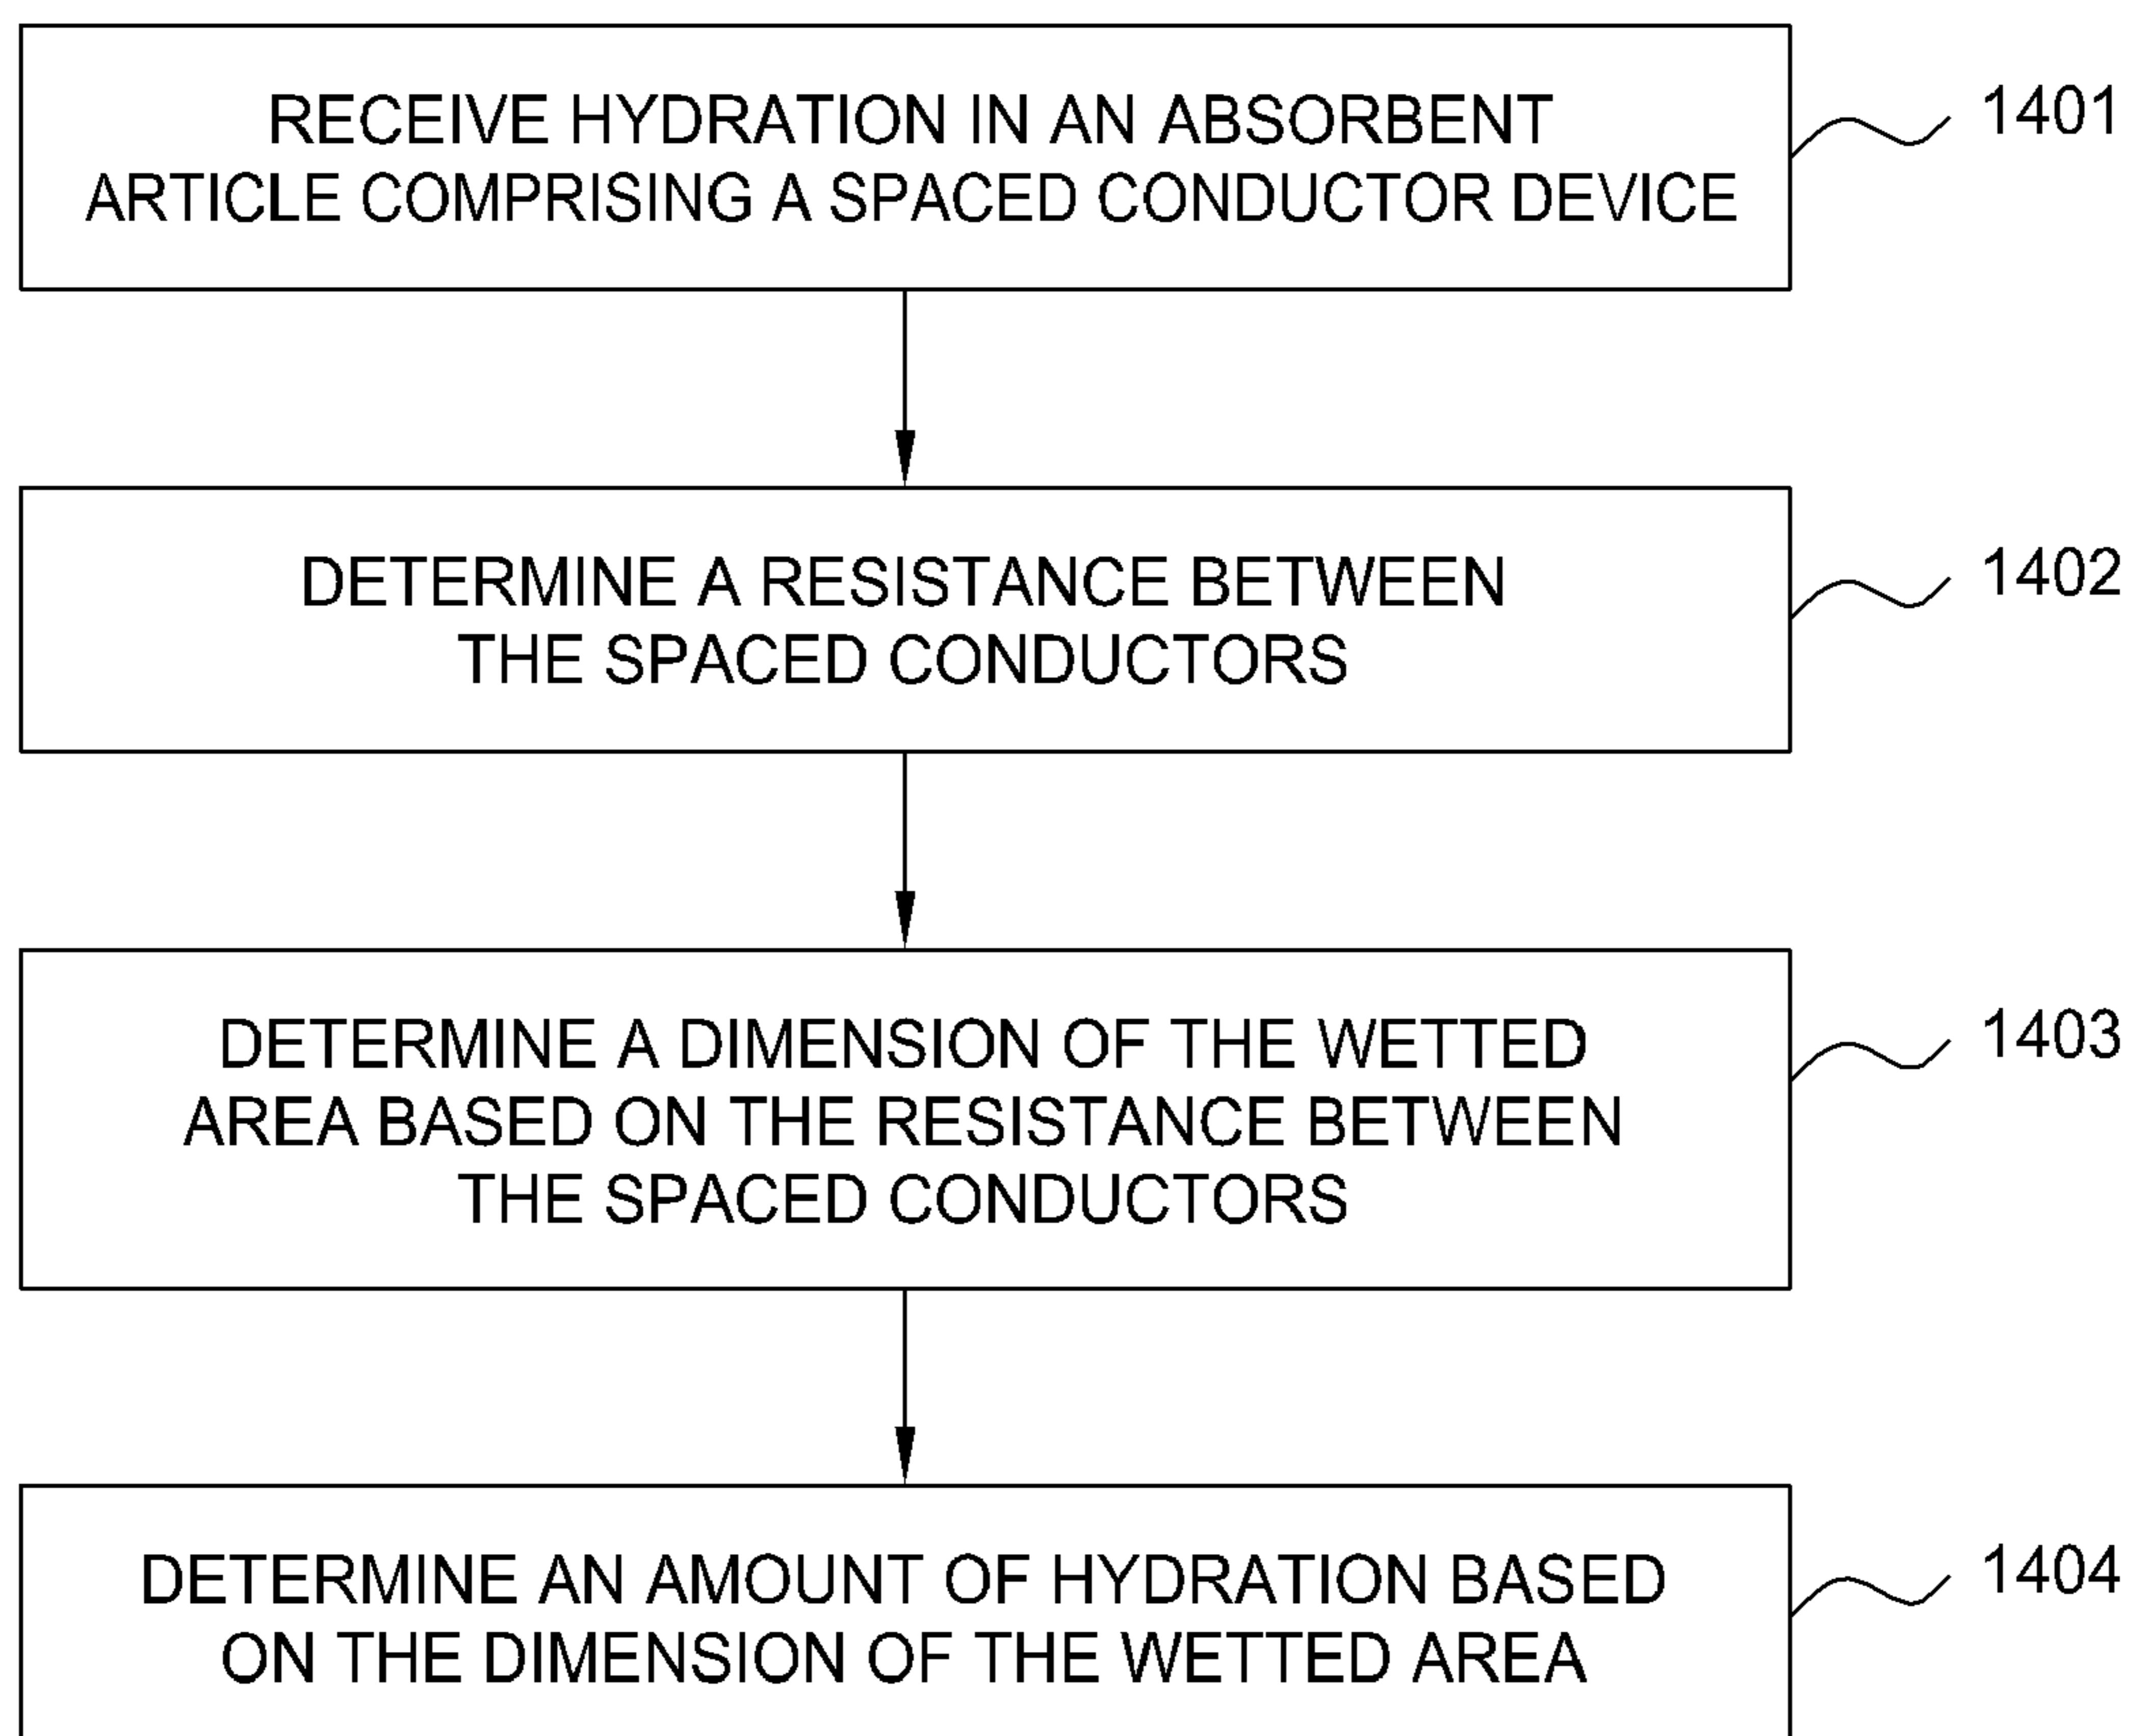 RECEIVE HYDRATION IN AN ABSORBENT
ARTICLE COMPRISING A SPACED CONDUCTOR DEVICE
1401
DETERMINE A RESISTANCE BETWEEN
THE SPACED CONDUCTORS
1402
DETERMINE A DIMENSION OF THE WETTED
AREA BASED ON THE RESISTANCE BETWEEN
THE SPACED CONDUCTORS
1403
DETERMINE AN AMOUNT OF HYDRATION BASED
ON THE DIMENSION OF THE WETTED AREA
1404